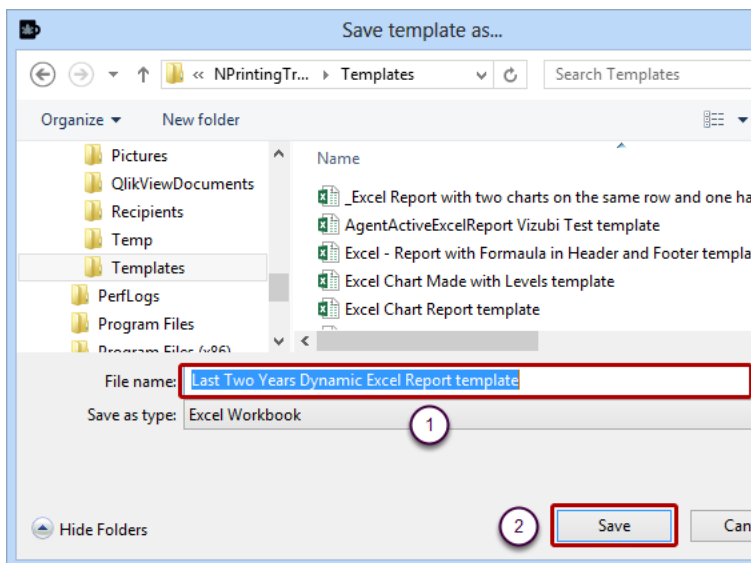 Save template as...
« NPrintingTr... Templates
Search Templates
Organize
New folder
Pictures
QlikViewDocuments
Recipients
Temp
Templates
PerfLogs
Program Files
Program Files (x86)
Name
_Excel Report with two charts on the same row and one ha
AgentActiveExcelReport Vizubi Test template
Excel - Report with Formaula in Header and Footer templa
Excel Chart Made with Levels template
Excel Chart Report template
File name: Last Two Years Dynamic Excel Report template
Save as type: Excel Workbook
1
Hide Folders
2
Save
Can